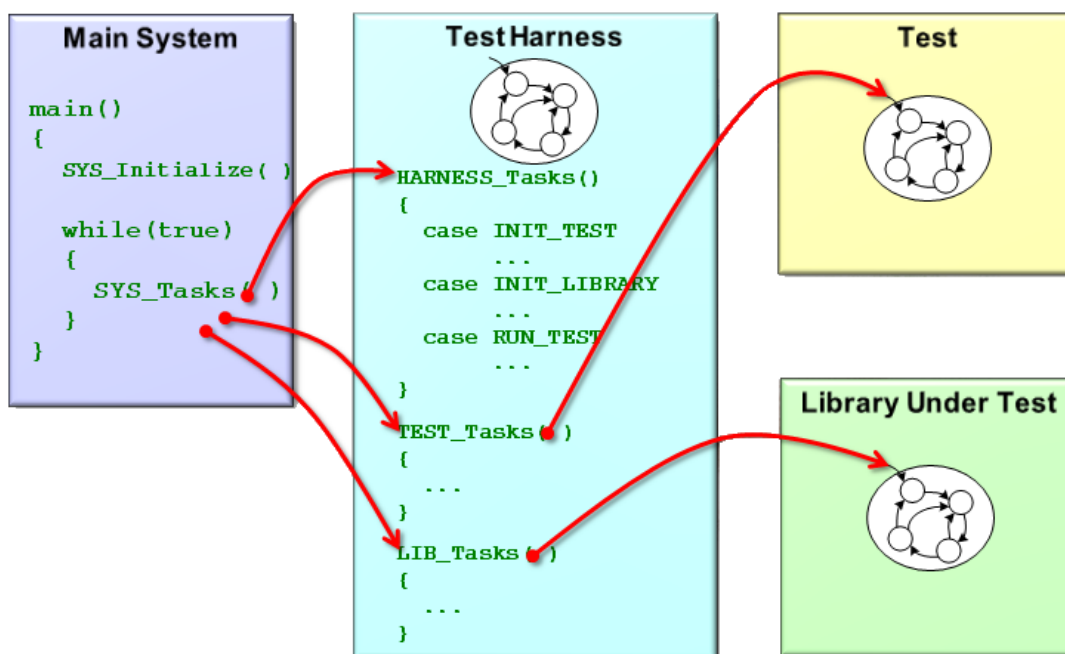 Main System
main()
{
SYS_Initialize( )
while(true)
{
SYS_Tasks( )
}
}
Test Harness
HARNESS_Tasks()
{
case INIT_TEST
...
case INIT_LIBRARY
...
case RUN_TEST
...
}
TEST_Tasks( )
{
...
}
LIB_Tasks( )
{
...
}
Test
Library Under Test